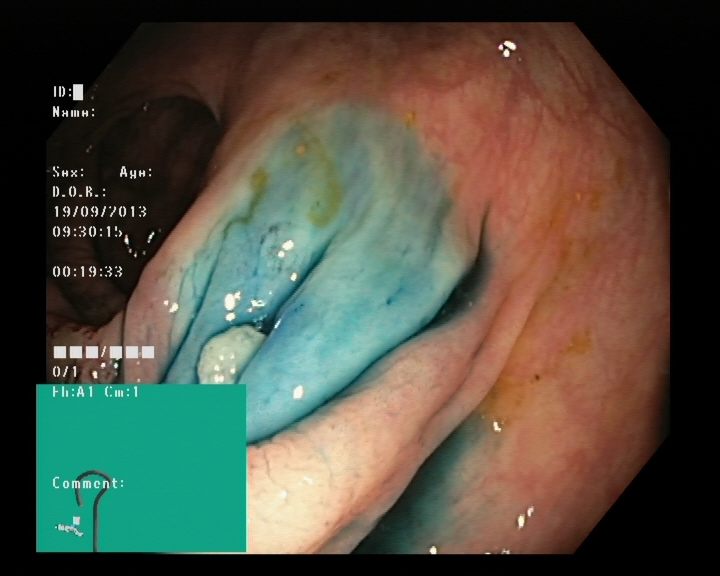 ID:
Name:
Sex: Age:
D.O.B.:
19/09/2013
09:30:15
00:19:33
0/1
Eh:A1 Cm:1
Comment: